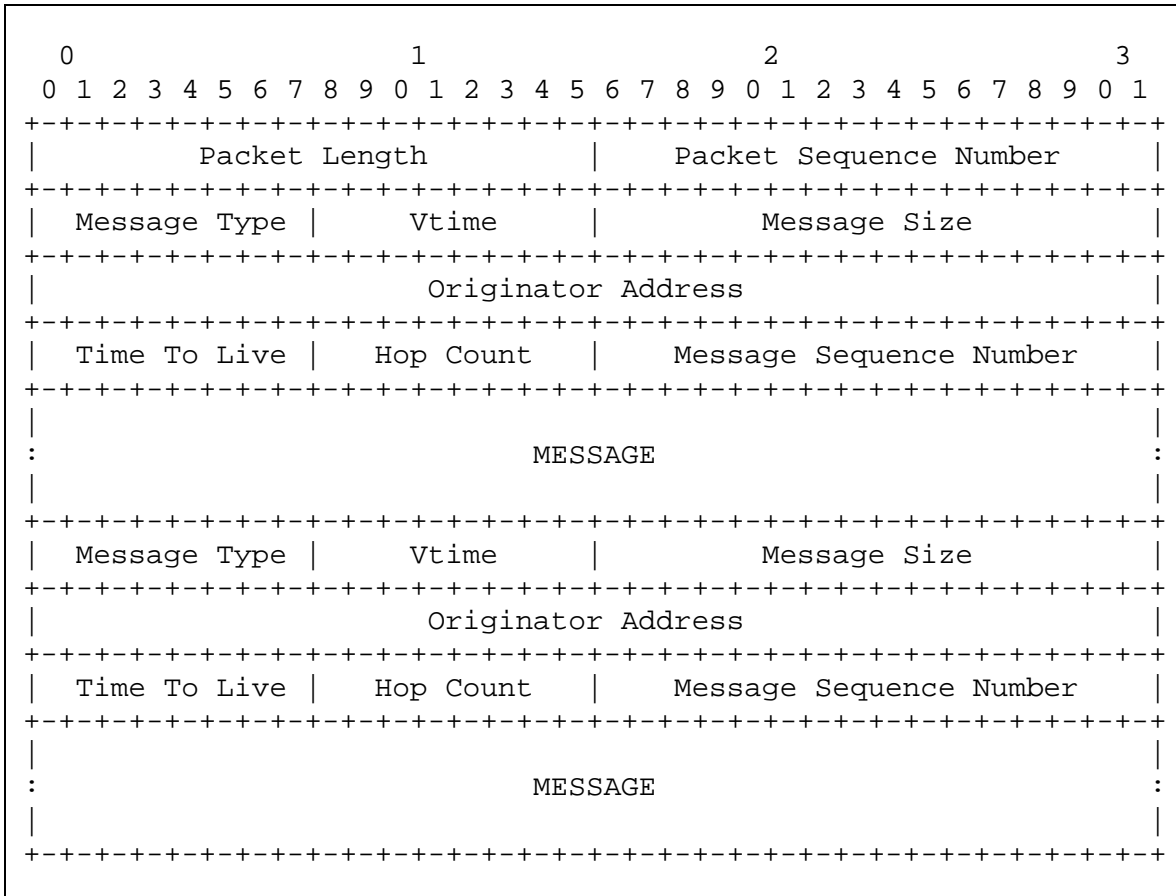 0 1 2 3
0 1 2 3 4 5 6 7 8 9 0 1 2 3 4 5 6 7 8 9 0 1 2 3 4 5 6 7 8 9 0 1
+-+-+-+-+-+-+-+-+-+-+-+-+-+-+-+-+-+-+-+-+-+-+-+-+-+-+-+-+-+-+-+-+
| Packet Length | Packet Sequence Number |
+-+-+-+-+-+-+-+-+-+-+-+-+-+-+-+-+-+-+-+-+-+-+-+-+-+-+-+-+-+-+-+-+
| Message Type | Vtime | Message Size |
+-+-+-+-+-+-+-+-+-+-+-+-+-+-+-+-+-+-+-+-+-+-+-+-+-+-+-+-+-+-+-+-+
| Originator Address |
+-+-+-+-+-+-+-+-+-+-+-+-+-+-+-+-+-+-+-+-+-+-+-+-+-+-+-+-+-+-+-+-+
| Time To Live | Hop Count | Message Sequence Number |
+-+-+-+-+-+-+-+-+-+-+-+-+-+-+-+-+-+-+-+-+-+-+-+-+-+-+-+-+-+-+-+-+
| |
: MESSAGE :
| |
+-+-+-+-+-+-+-+-+-+-+-+-+-+-+-+-+-+-+-+-+-+-+-+-+-+-+-+-+-+-+-+-+
| Message Type | Vtime | Message Size |
+-+-+-+-+-+-+-+-+-+-+-+-+-+-+-+-+-+-+-+-+-+-+-+-+-+-+-+-+-+-+-+-+
| Originator Address |
+-+-+-+-+-+-+-+-+-+-+-+-+-+-+-+-+-+-+-+-+-+-+-+-+-+-+-+-+-+-+-+-+
| Time To Live | Hop Count | Message Sequence Number |
+-+-+-+-+-+-+-+-+-+-+-+-+-+-+-+-+-+-+-+-+-+-+-+-+-+-+-+-+-+-+-+-+
| |
: MESSAGE :
| |
+-+-+-+-+-+-+-+-+-+-+-+-+-+-+-+-+-+-+-+-+-+-+-+-+-+-+-+-+-+-+-+-+